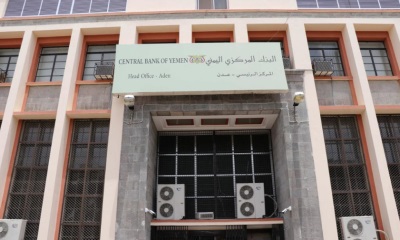 CENTRAL BANK OF YEMEN البنك المركزي اليمني
Head Office - Aden المركز الرئيسي - عدن